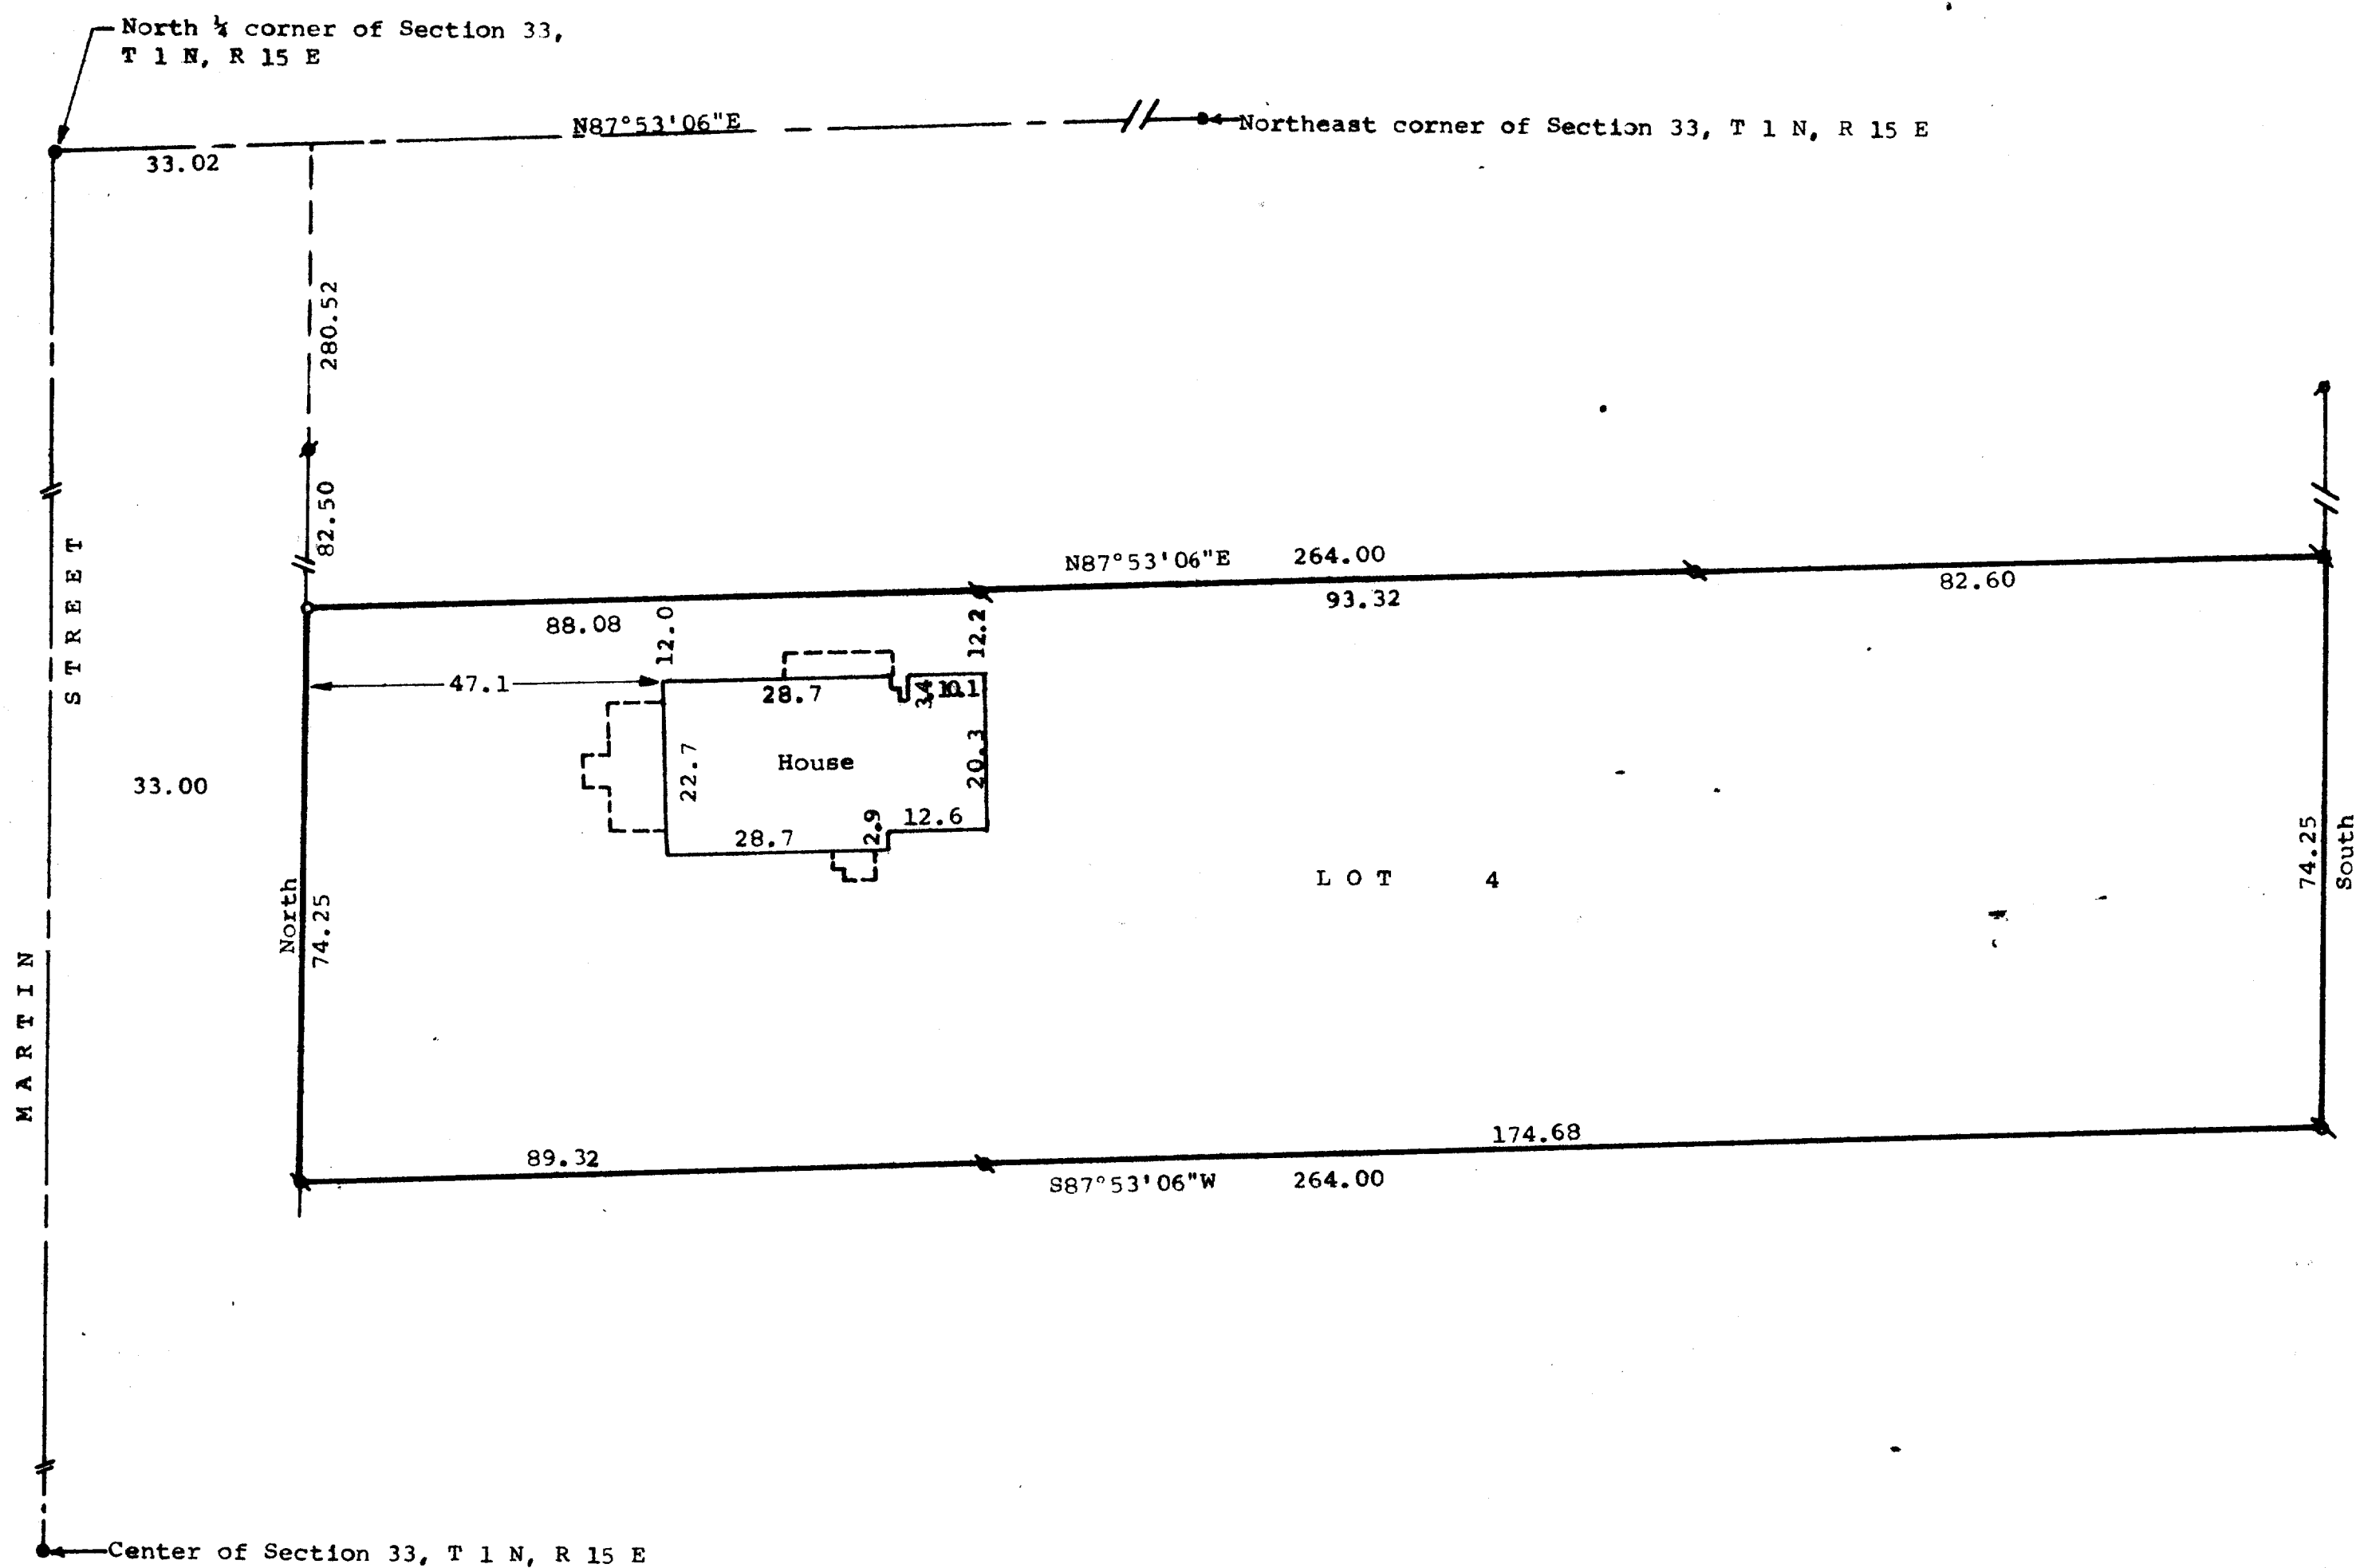 North ¼ corner of Section 33,
T 1 N, R 15 E
N87°53'06"E
Northeast corner of Section 33, T 1 N, R 15 E
33.02
280.52
82.50
STREET
N87°53'06"E 264.00
88.08
93.32
82.60
12.0
12.2
47.1
28.7
3.4
10.1
22.7
House
20.3
33.00
28.7
2.9
12.6
LOT 4
North
74.25
74.25
South
MARTIN
89.32
174.68
S87°53'06"W 264.00
Center of Section 33, T 1 N, R 15 E